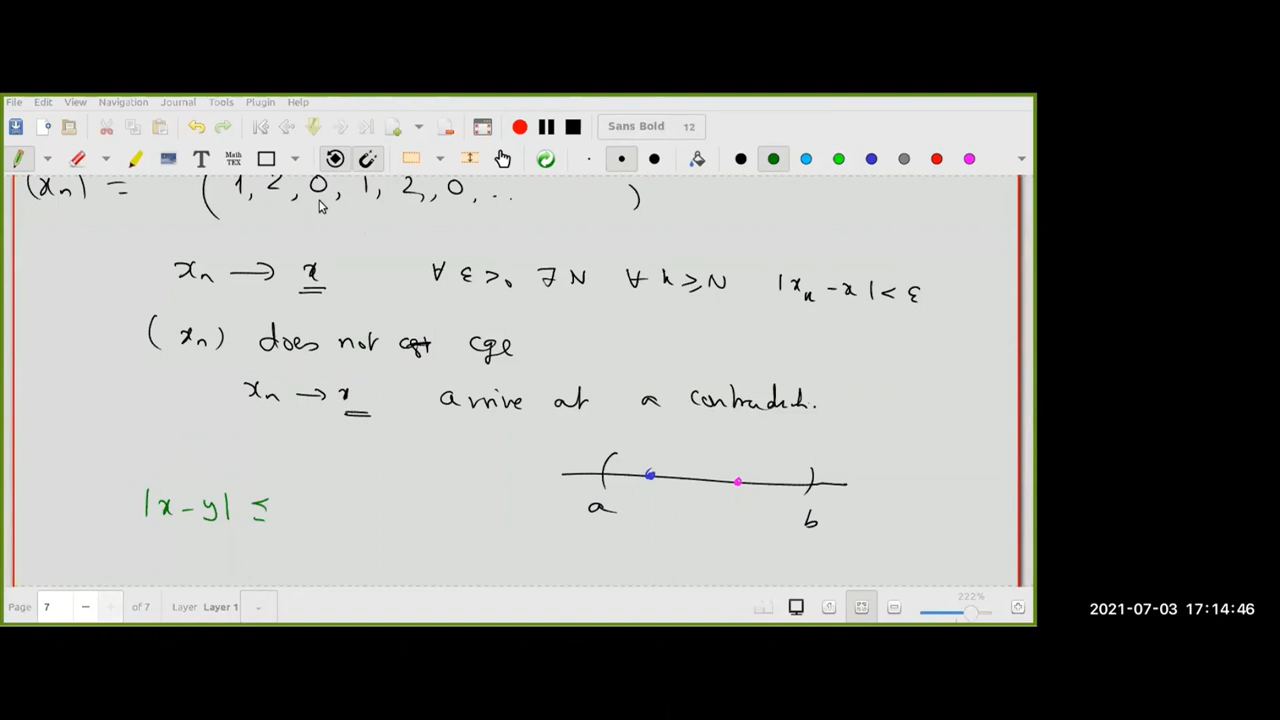 File Edit View Navigation Journal Tools Plugin Help
Sans Bold 12
(xₙ) = (1, 2, 0, 1, 2, 0, .. )
xₙ → x ∀ ε >₀ ∃ N ∀ n ≥ N |xₙ - x| < ε
(xₙ) does not cge
xₙ → x arrive at a
a b
|x - y| ≤
Page 7 of 7 Layer Layer 1 222%
2021-07-03 17:14:46